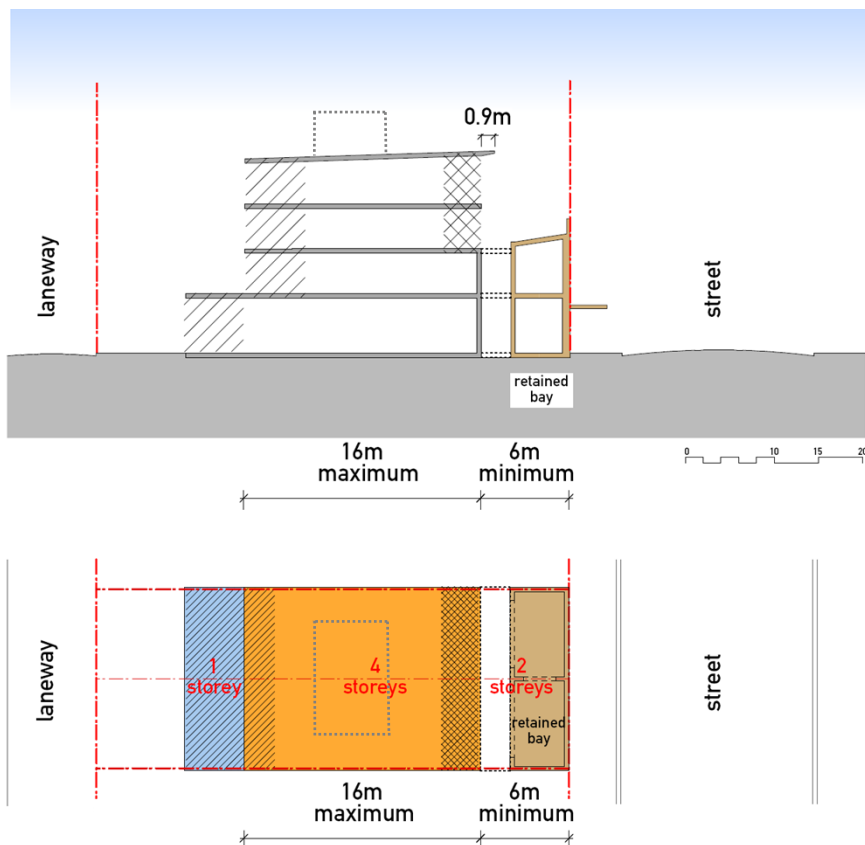 0.9m
laneway
street
retained
bay
16m
maximum
6m
minimum
0 5 10 15 20
laneway
1
storey
4
storeys
2
storeys
retained
bay
street
16m
maximum
6m
minimum